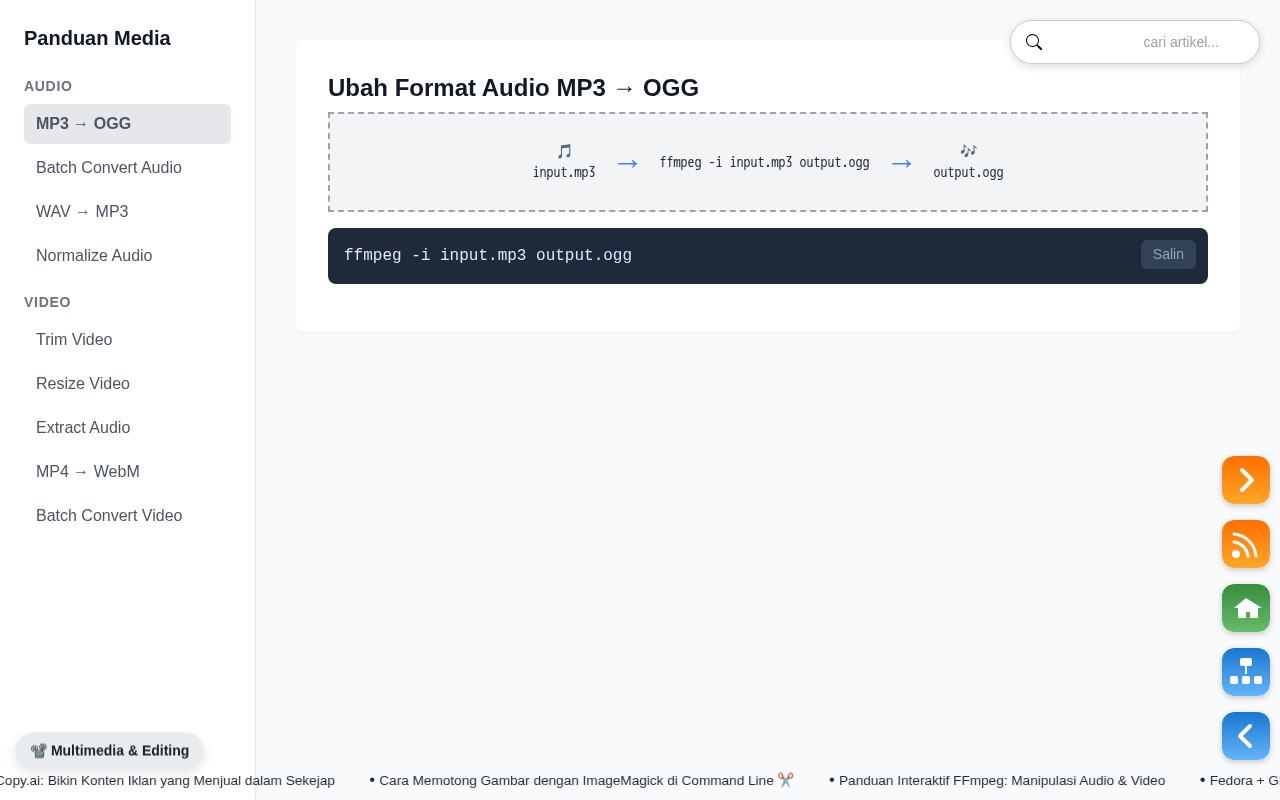 Panduan Media
AUDIO
MP3 → OGG
Batch Convert Audio
WAV → MP3
Normalize Audio
VIDEO
Trim Video
Resize Video
Extract Audio
MP4 → WebM
Batch Convert Video
cari artikel...
Ubah Format Audio MP3 → OGG
🎵
input.mp3
→
ffmpeg -i input.mp3 output.ogg
→
🎶
output.ogg
ffmpeg -i input.mp3 output.ogg
Salin
📽️ Multimedia & Editing
Copy.ai: Bikin Konten Iklan yang Menjual dalam Sekejap • Cara Memotong Gambar dengan ImageMagick di Command Line ✂️ • Panduan Interaktif FFmpeg: Manipulasi Audio & Video • Fedora +